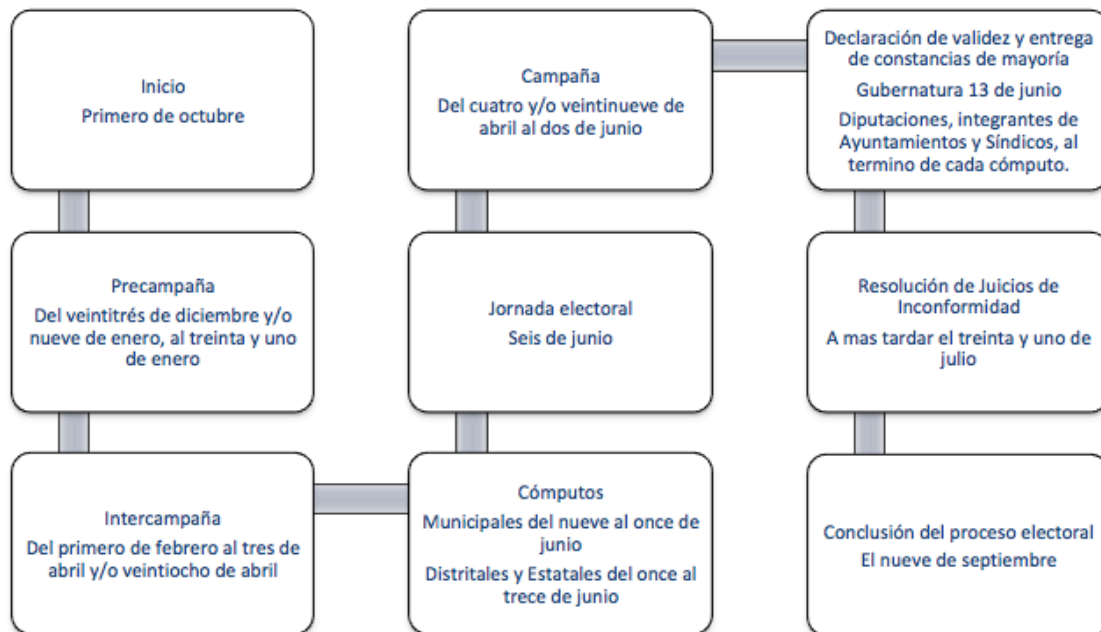 Inicio
Primero de octubre
Precampaña
Del veintitrés de diciembre y/o
nueve de enero, al treinta y uno
de enero
Intercampaña
Del primero de febrero al tres de
abril y/o veintiocho de abril
Cómputos
Municipales del nueve al once de
junio
Distritales y Estatales del once al
trece de junio
Jornada electoral
Seis de junio
Campaña
Del cuatro y/o veintinueve de
abril al dos de junio
Declaración de validez y entrega
de constancias de mayoría
Gubernatura 13 de junio
Diputaciones, integrantes de
Ayuntamientos y Síndicos, al
termino de cada cómputo.
Resolución de Juicios de
Inconformidad
A mas tardar el treinta y uno de
julio
Conclusión del proceso electoral
El nueve de septiembre